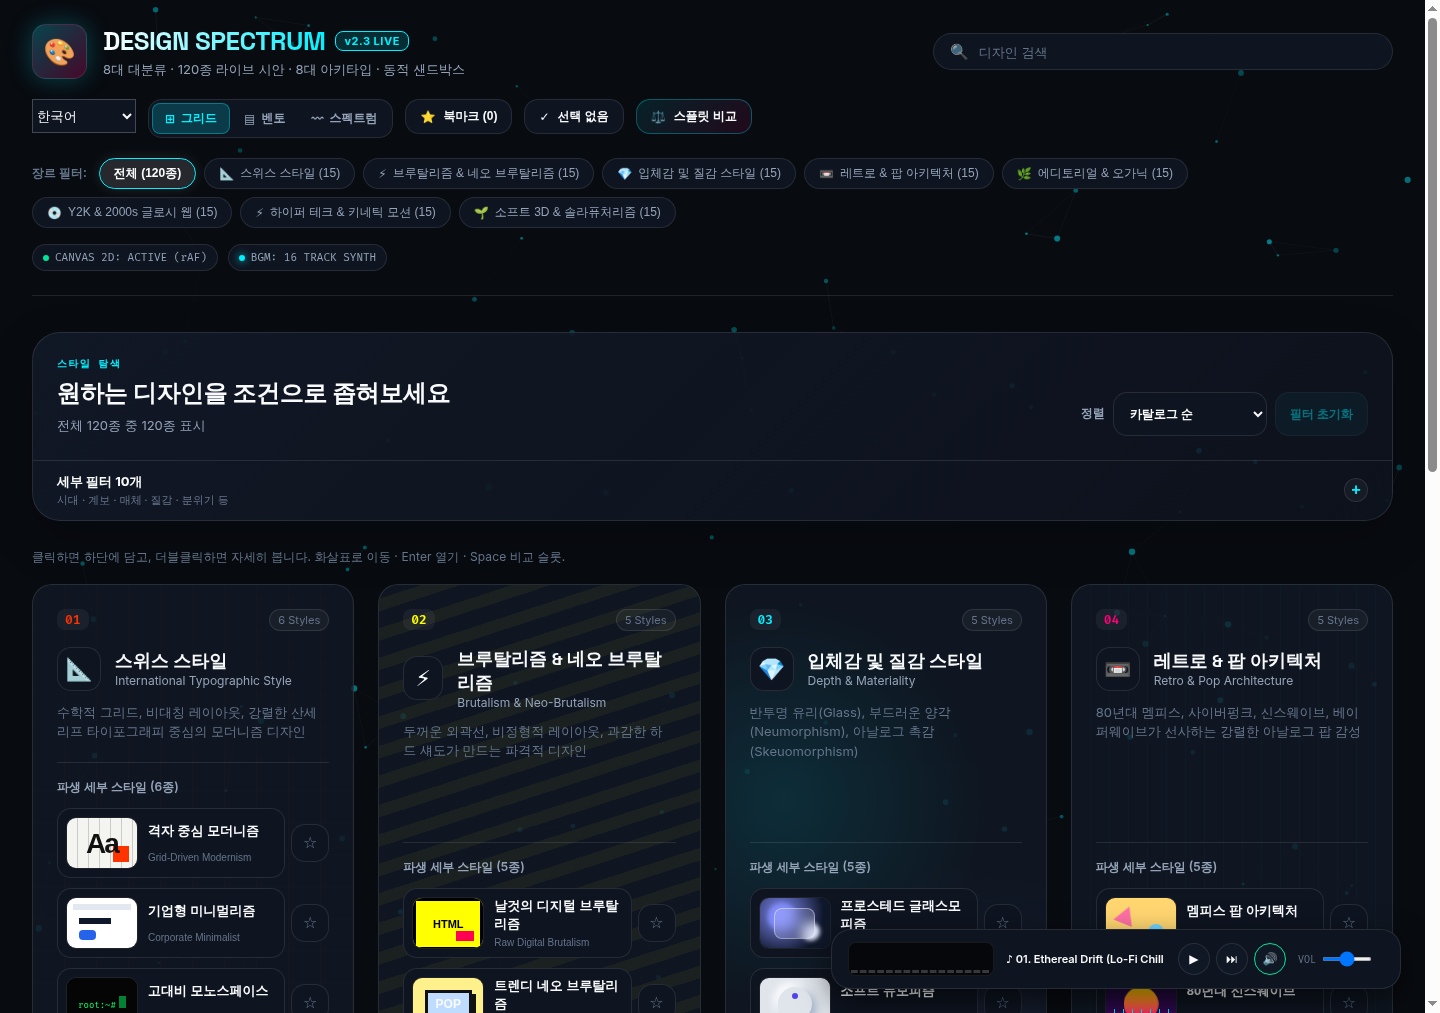 DESIGN SPECTRUM v2.3 LIVE
8대 대분류 · 120종 라이브 시안 · 8대 아키타입 · 동적 샌드박스
디자인 검색
한국어
그리드
벤토
스펙트럼
북마크 (0)
✓ 선택 없음
스플릿 비교
장르 필터:
전체 (120종)
스위스 스타일 (15)
브루탈리즘 & 네오 브루탈리즘 (15)
입체감 및 질감 스타일 (15)
레트로 & 팝 아키텍처 (15)
에디토리얼 & 오가닉 (15)
Y2K & 2000s 글로시 웹 (15)
하이퍼 테크 & 키네틱 모션 (15)
소프트 3D & 솔라퓨처리즘 (15)
CANVAS 2D: ACTIVE (rAF)
BGM: 16 TRACK SYNTH
스타일 탐색
원하는 디자인을 조건으로 좁혀보세요
전체 120종 중 120종 표시
정렬
카탈로그 순
필터 초기화
세부 필터 10개
시대 · 계보 · 매체 · 질감 · 분위기 등
+
클릭하면 하단에 담고, 더블클릭하면 자세히 봅니다. 화살표로 이동 · Enter 열기 · Space 비교 슬롯.
01
6 Styles
스위스 스타일
International Typographic Style
수학적 그리드, 비대칭 레이아웃, 강렬한 산세
리프 타이포그래피 중심의 모더니즘 디자인
파생 세부 스타일 (6종)
Aa
격자 중심 모더니즘
Grid-Driven Modernism
기업형 미니멀리즘
Corporate Minimalist
root:~#
고대비 모노스페이스
02
5 Styles
브루탈리즘 & 네오 브루탈
리즘
Brutalism & Neo-Brutalism
두꺼운 외곽선, 비정형적 레이아웃, 과감한 하
드 섀도가 만드는 파격적 디자인
파생 세부 스타일 (5종)
HTML
날것의 디지털 브루탈
리즘
Raw Digital Brutalism
POP
트렌디 네오 브루탈리
즘
03
5 Styles
입체감 및 질감 스타일
Depth & Materiality
반투명 유리(Glass), 부드러운 양각
(Neumorphism), 아날로그 촉감
(Skeuomorphism)
파생 세부 스타일 (5종)
프로스테드 글래스모
피즘
소프트 뉴모피즘
04
5 Styles
레트로 & 팝 아키텍처
Retro & Pop Architecture
80년대 멤피스, 사이버펑크, 신스웨이브, 베이
퍼웨이브가 선사하는 강렬한 아날로그 팝 감성
파생 세부 스타일 (5종)
멤피스 팝 아키텍처
80년대 신스웨이브
♪ 01. Ethereal Drift (Lo-Fi Chill
VOL